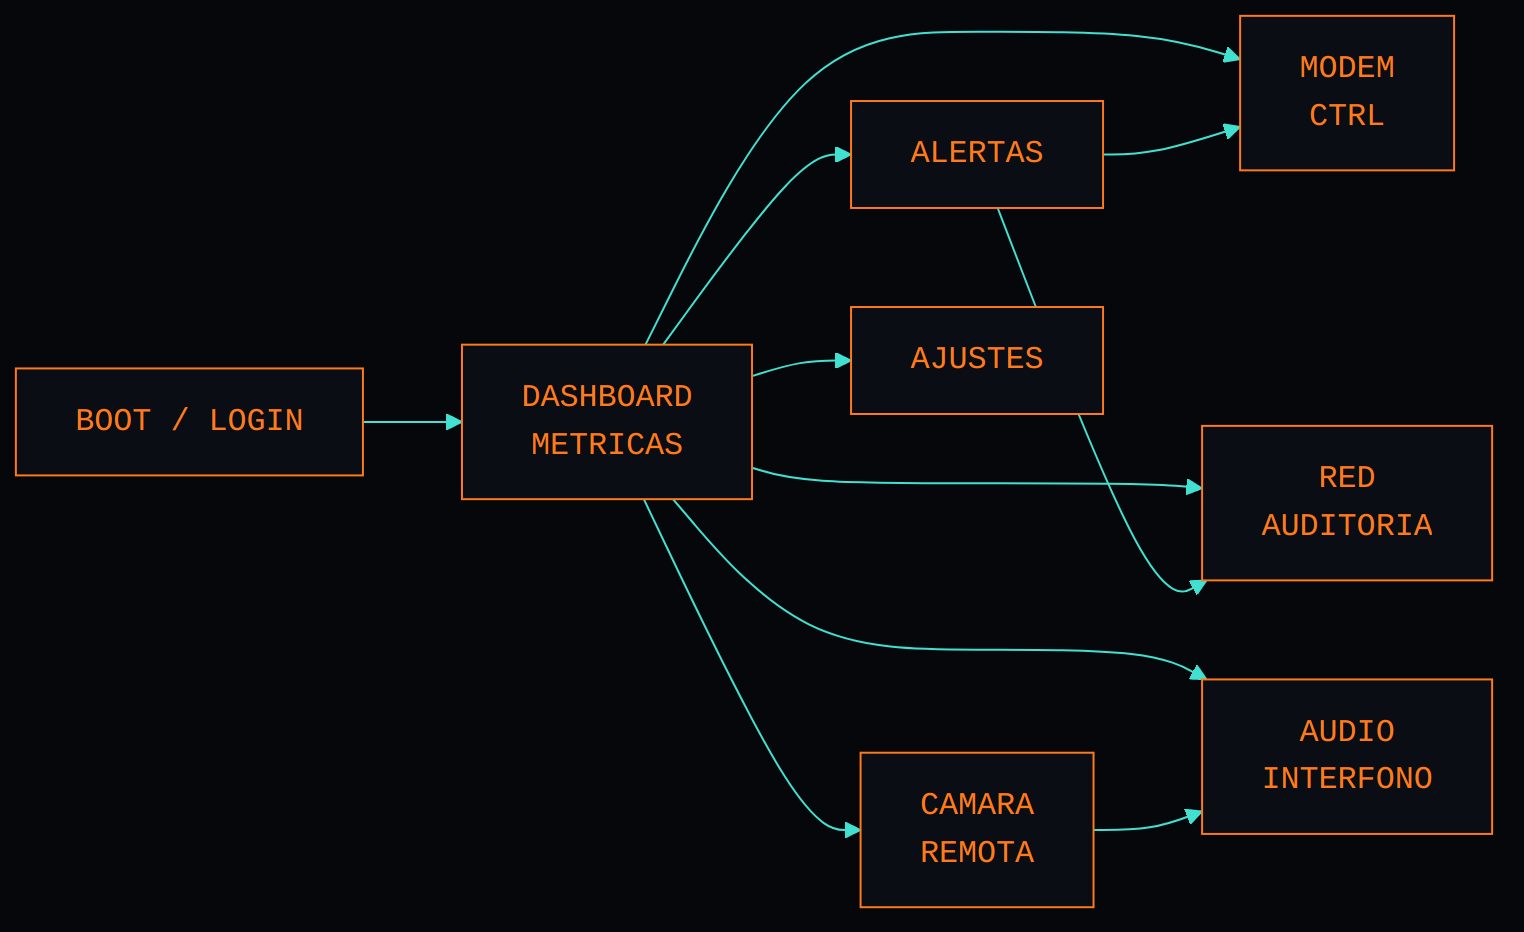 BOOT / LOGIN
DASHBOARD
METRICAS
ALERTAS
AJUSTES
CAMARA
REMOTA
MODEM
CTRL
RED
AUDITORIA
AUDIO
INTERFONO